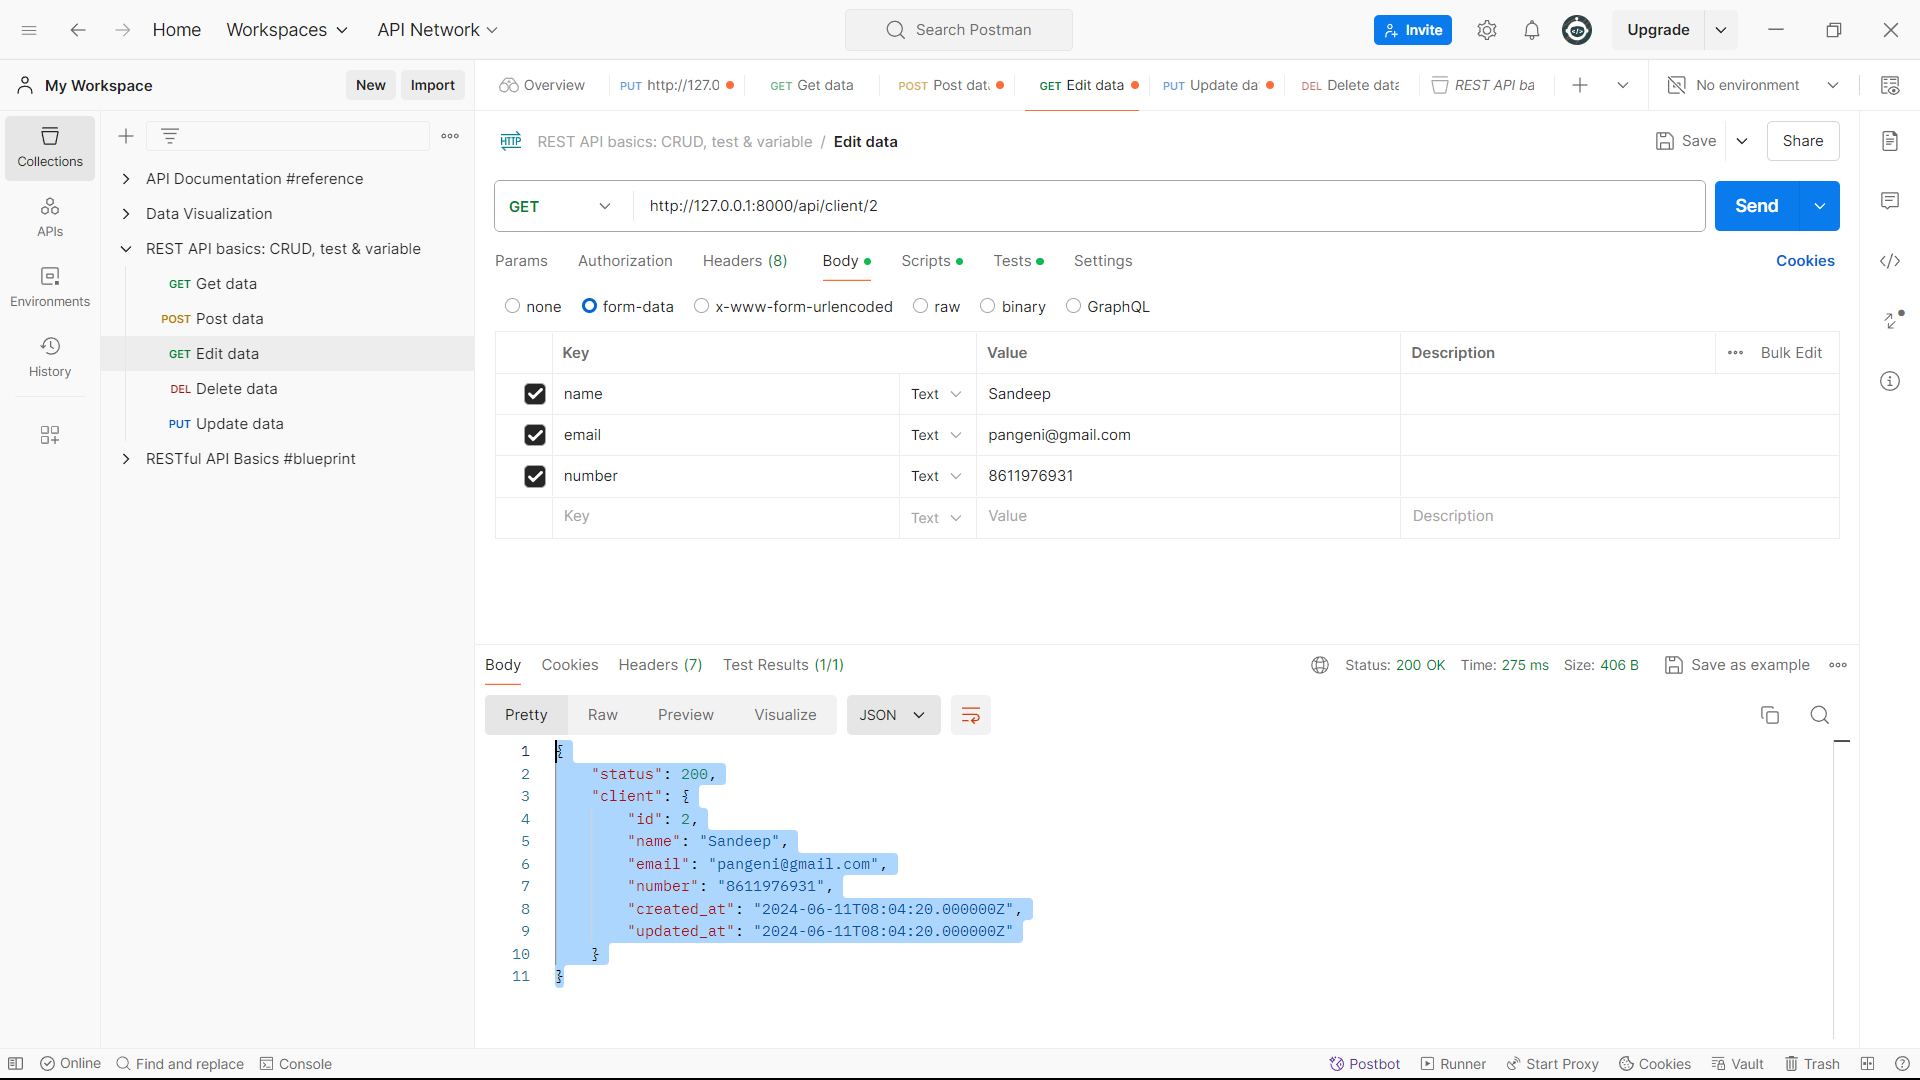 Home
Workspaces
API Network
Search Postman
Invite
Upgrade
My Workspace
New
Import
Overview
PUT http://127.0
GET Get data
POST Post dat
GET Edit data
PUT Update da
DEL Delete data
REST API ba
No environment
Collections
APIs
Environments
History
API Documentation #reference
Data Visualization
REST API basics: CRUD, test & variable
GET Get data
POST Post data
GET Edit data
DEL Delete data
PUT Update data
RESTful API Basics #blueprint
HTTP
REST API basics: CRUD, test & variable / Edit data
Save
Share
GET
http://127.0.0.1:8000/api/client/2
Send
Params
Authorization
Headers (8)
Body
Scripts
Tests
Settings
Cookies
none
form-data
x-www-form-urlencoded
raw
binary
GraphQL
Key
Value
Description
Bulk Edit
name
Text
Sandeep
email
Text
pangeni@gmail.com
number
Text
8611976931
Key
Text
Value
Description
Body
Cookies
Headers (7)
Test Results (1/1)
Status: 200 OK
Time: 275 ms
Size: 406 B
Save as example
Pretty
Raw
Preview
Visualize
JSON
1 {
2 "status": 200,
3 "client": {
4 "id": 2,
5 "name": "Sandeep",
6 "email": "pangeni@gmail.com",
7 "number": "8611976931",
8 "created_at": "2024-06-11T08:04:20.000000Z",
9 "updated_at": "2024-06-11T08:04:20.000000Z"
10 }
11 }
Online
Find and replace
Console
Postbot
Runner
Start Proxy
Cookies
Vault
Trash